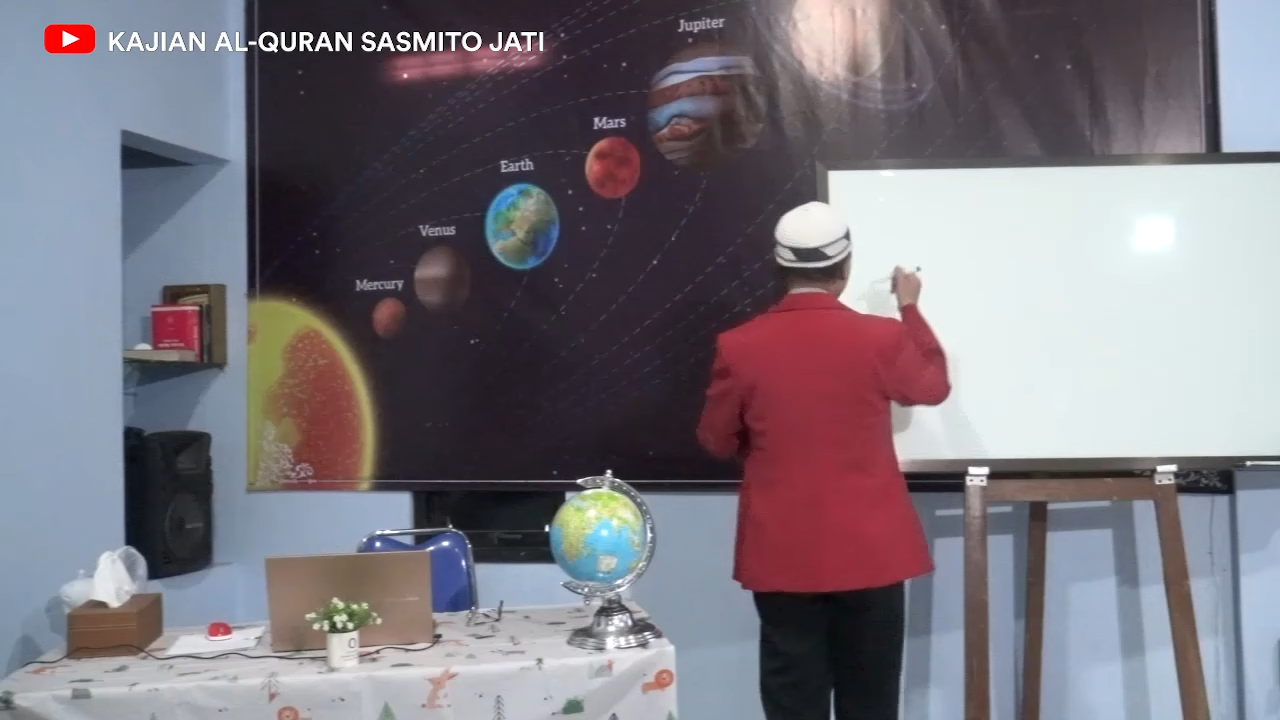 KAJIAN AL-QURAN SASMITO JATI
Jupiter
Mars
Earth
Venus
Mercury